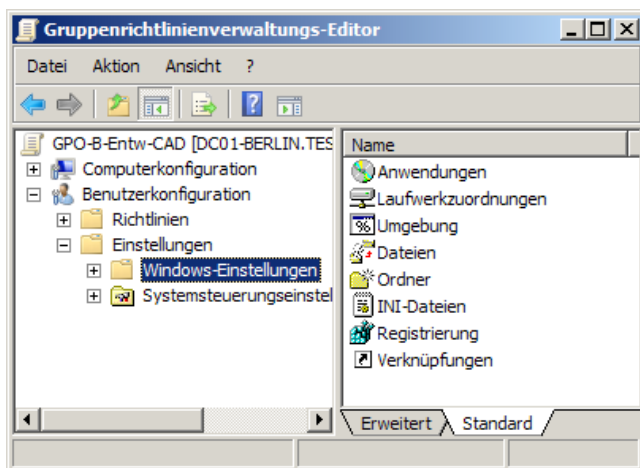 Gruppenrichtlinienverwaltungs-Editor
Datei Aktion Ansicht ?
GPO-B-Entw-CAD [DC01-BERLIN.TES
Computerkonfiguration
Benutzerkonfiguration
Richtlinien
Einstellungen
Windows-Einstellungen
Systemsteuerungseinstel
Name
Anwendungen
Laufwerkzuordnungen
Umgebung
Dateien
Ordner
INI-Dateien
Registrierung
Verknüpfungen
Erweitert Standard